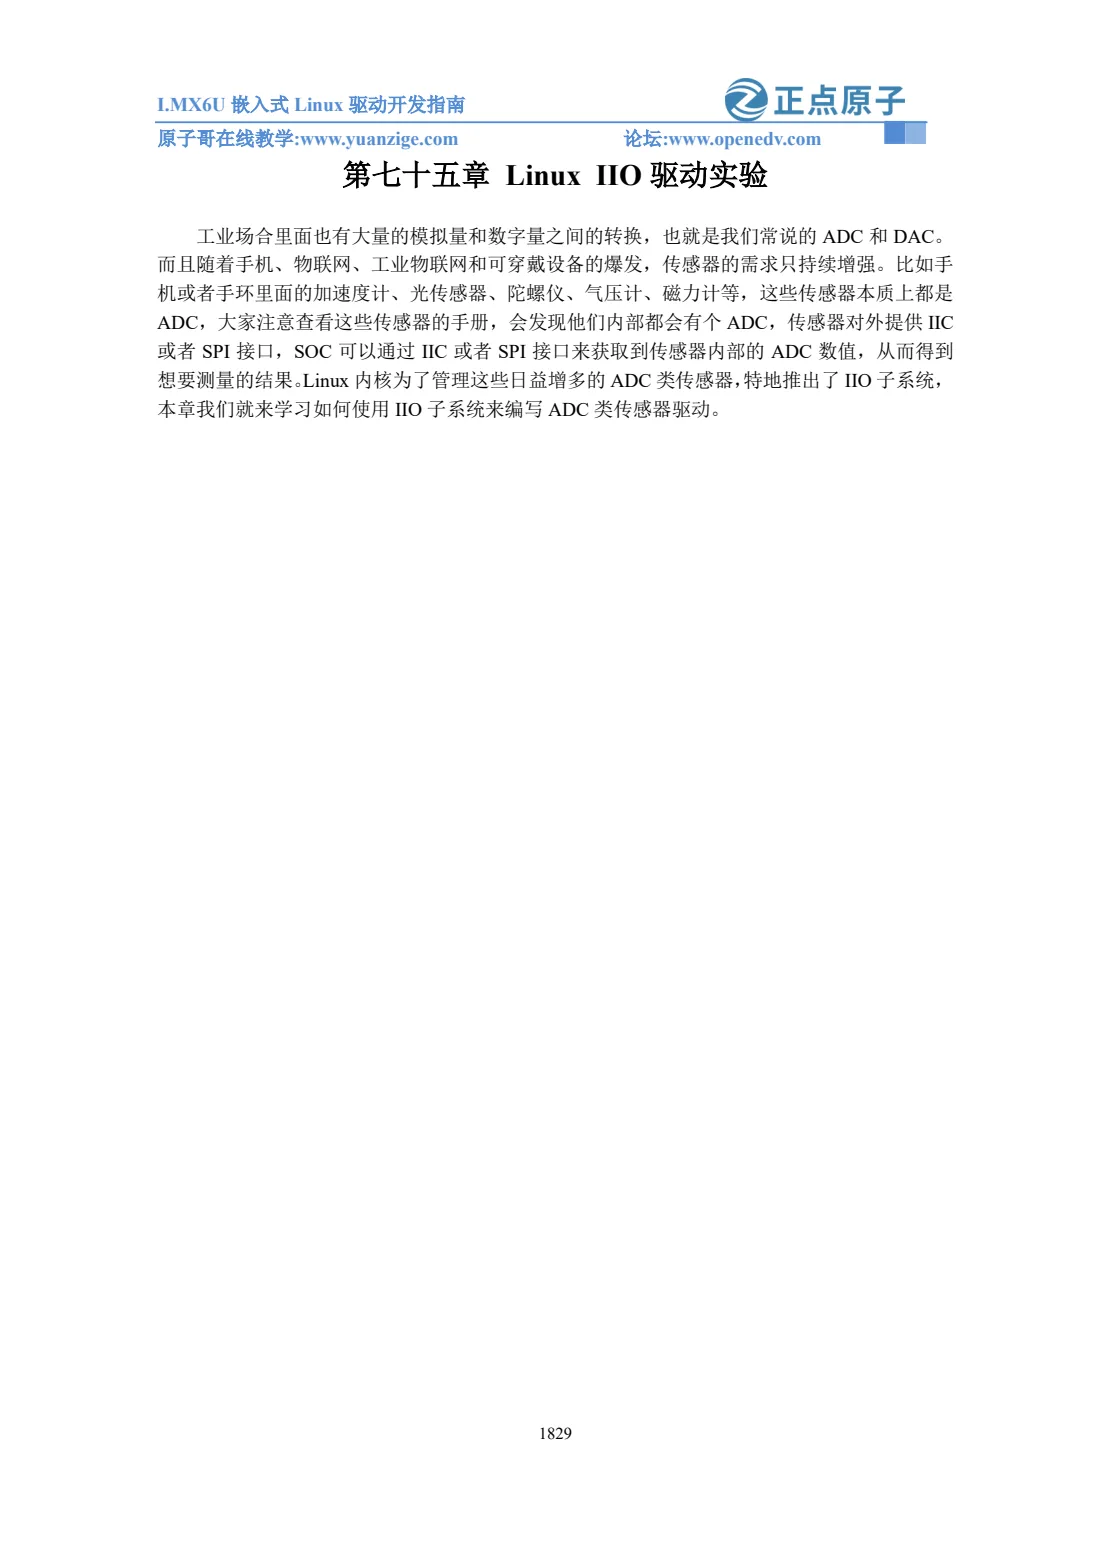 I.MX6U 嵌入式 Linux 驱动开发指南
正点原子
原子哥在线教学:www.yuanzige.com 论坛:www.openedv.com
第七十五章 Linux IIO 驱动实验
工业场合里面也有大量的模拟量和数字量之间的转换，也就是我们常说的 ADC 和 DAC。
而且随着手机、物联网、工业物联网和可穿戴设备的爆发，传感器的需求只持续增强。比如手
机或者手环里面的加速度计、光传感器、陀螺仪、气压计、磁力计等，这些传感器本质上都是
ADC，大家注意查看这些传感器的手册，会发现他们内部都会有个 ADC，传感器对外提供 IIC
或者 SPI 接口，SOC 可以通过 IIC 或者 SPI 接口来获取到传感器内部的 ADC 数值，从而得到
想要测量的结果。Linux 内核为了管理这些日益增多的 ADC 类传感器，特地推出了 IIO 子系统，
本章我们就来学习如何使用 IIO 子系统来编写 ADC 类传感器驱动。
1829